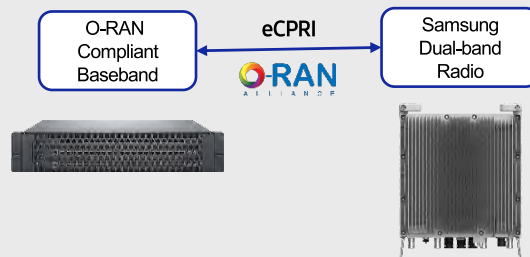 O-RAN
Compliant
Baseband
eCPRI
O-RAN
ALLIANCE
Samsung
Dual-band
Radio